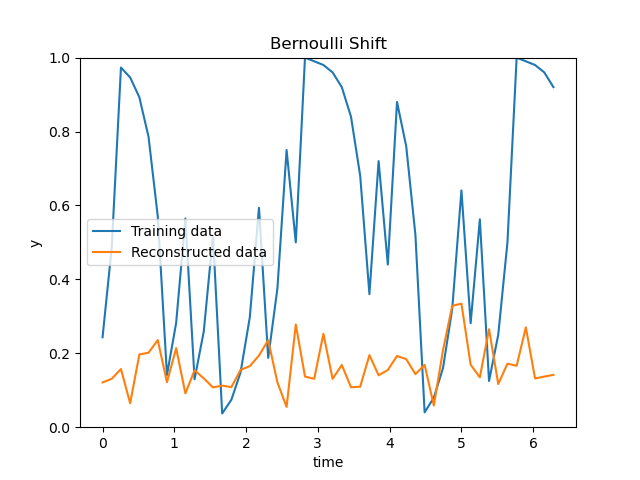 Bernoulli Shift
1.0
0.8
0.6
0.4
0.2
0.0
y
Training data
Reconstructed data
0 1 2 3 4 5 6
time